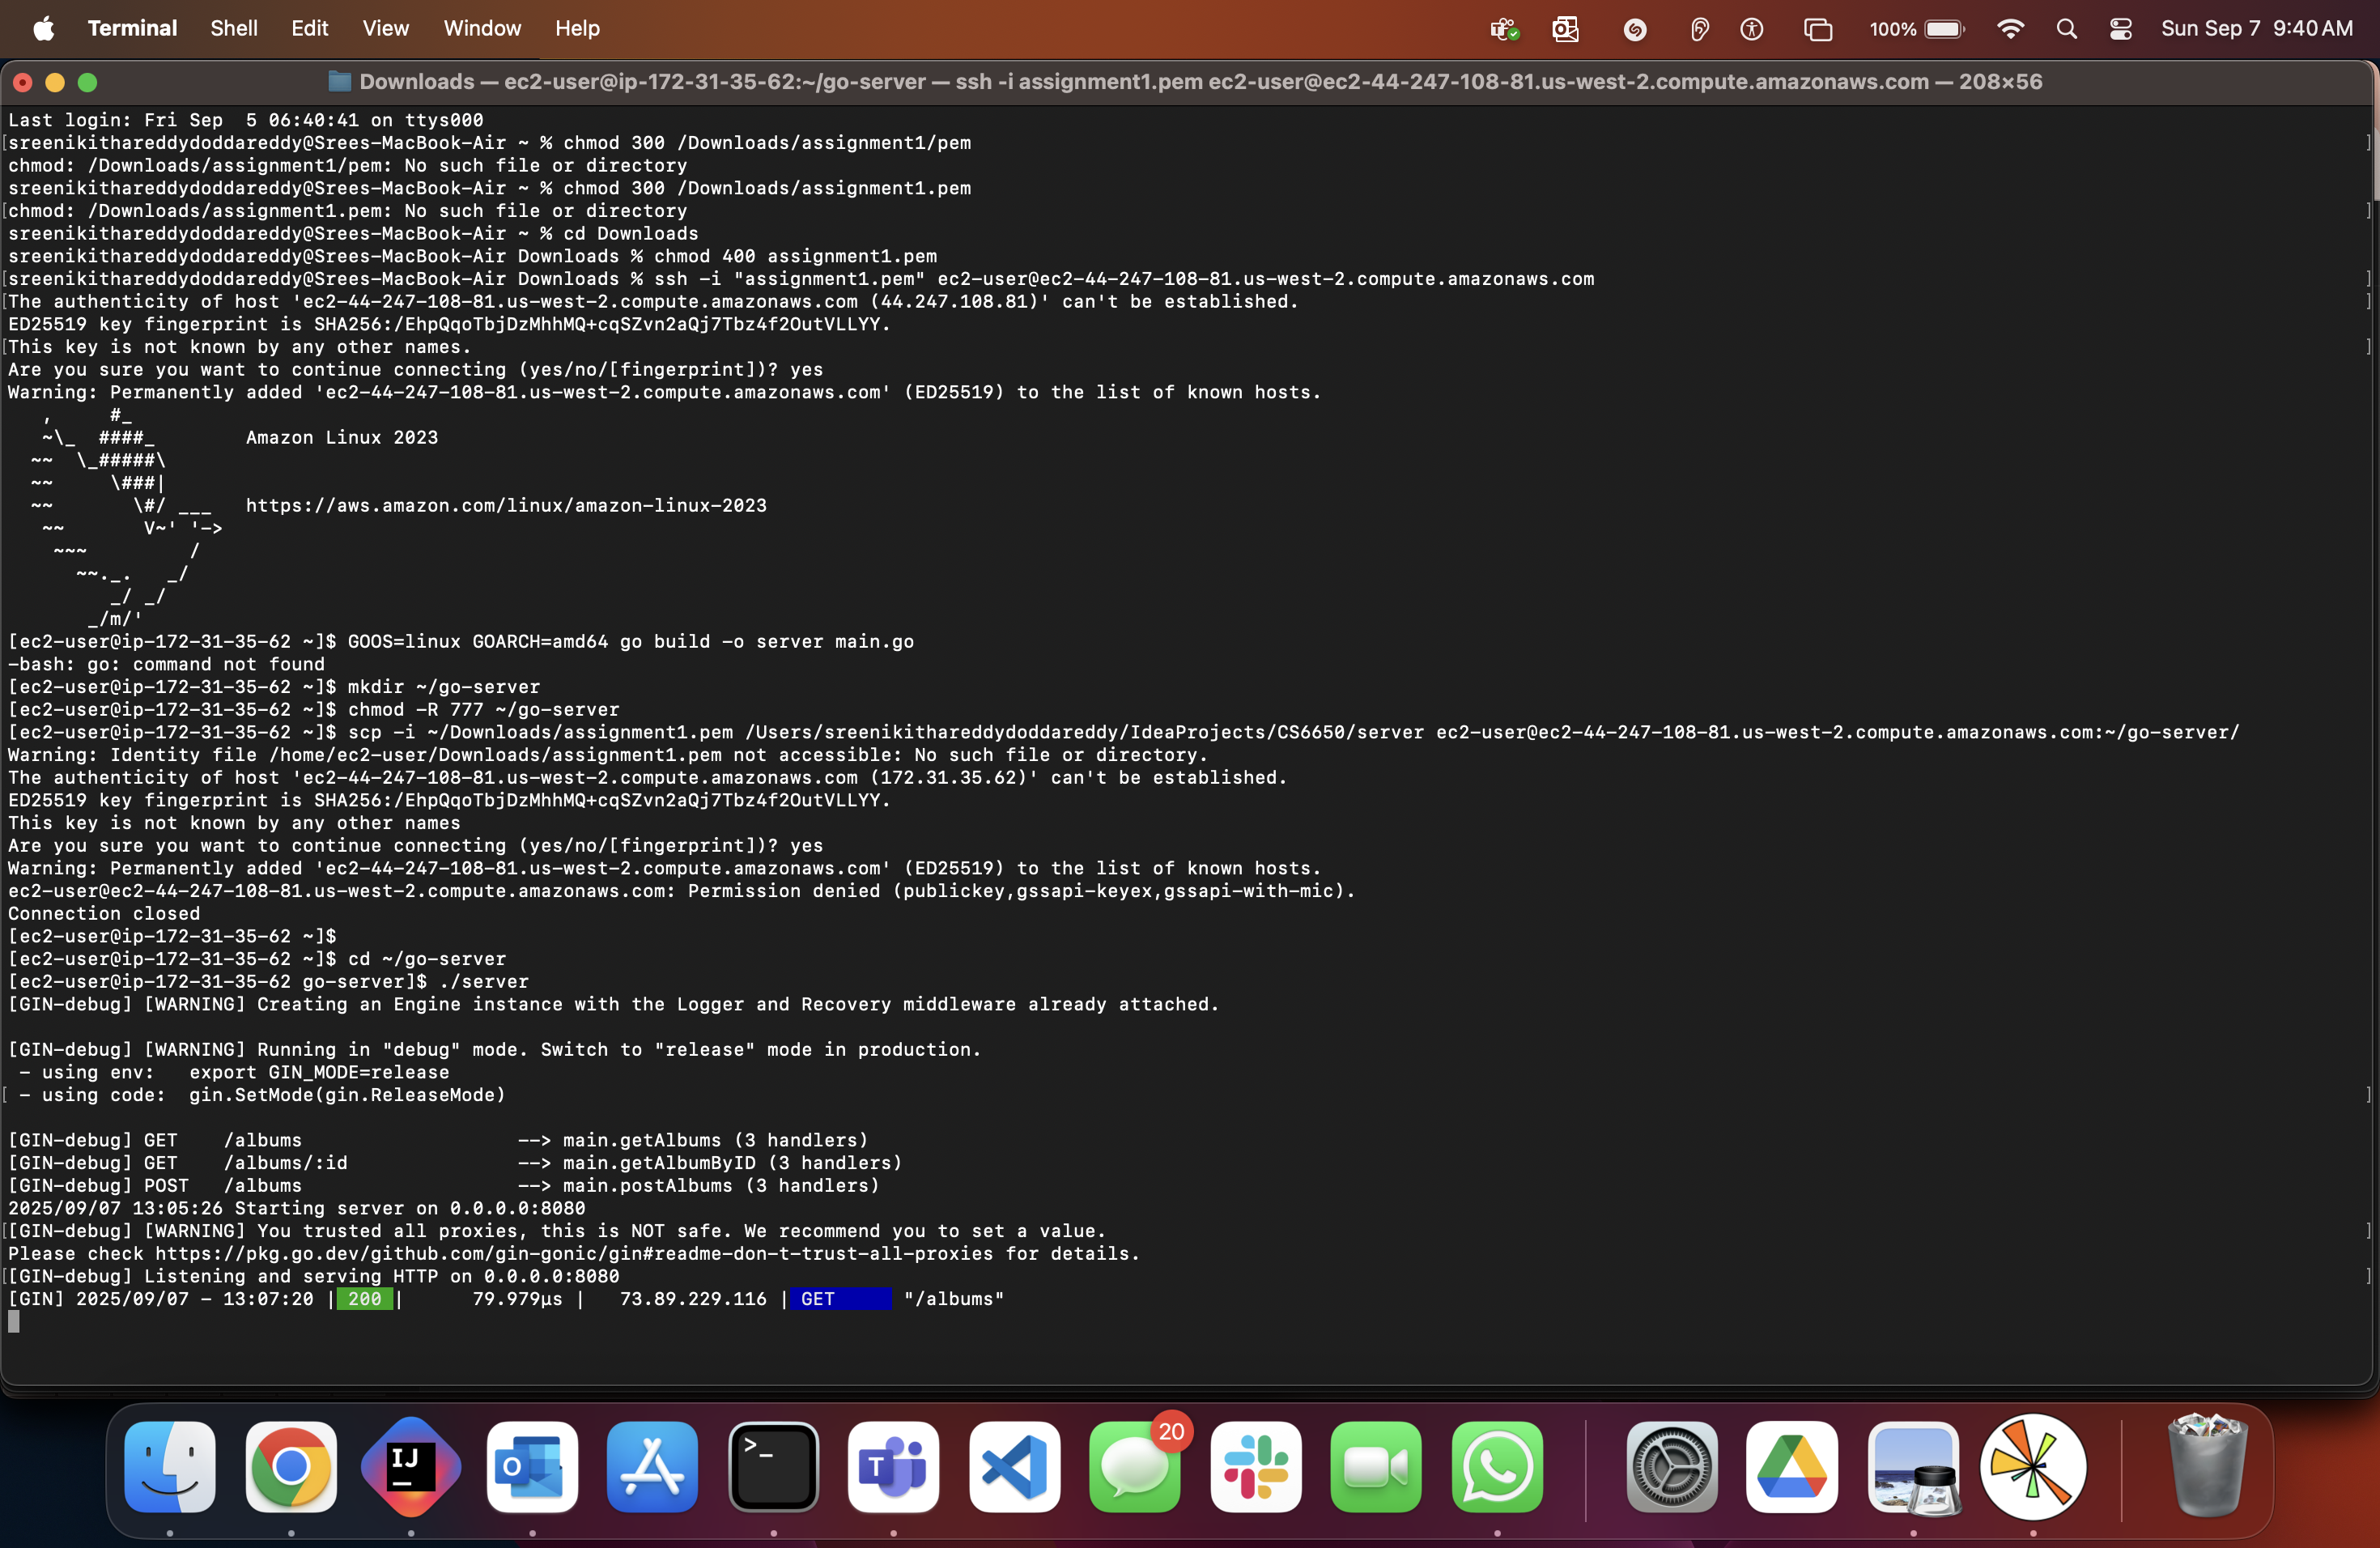 Terminal Shell Edit View Window Help 100% Sun Sep 7 9:40 AM
Downloads — ec2-user@ip-172-31-35-62:~/go-server — ssh -i assignment1.pem ec2-user@ec2-44-247-108-81.us-west-2.compute.amazonaws.com — 208×56
Last login: Fri Sep  5 06:40:41 on ttys000
[sreenikithareddydoddareddy@Srees-MacBook-Air ~ % chmod 300 /Downloads/assignment1/pem ]
chmod: /Downloads/assignment1/pem: No such file or directory
sreenikithareddydoddareddy@Srees-MacBook-Air ~ % chmod 300 /Downloads/assignment1.pem
[chmod: /Downloads/assignment1.pem: No such file or directory ]
sreenikithareddydoddareddy@Srees-MacBook-Air ~ % cd Downloads
sreenikithareddydoddareddy@Srees-MacBook-Air Downloads % chmod 400 assignment1.pem
[sreenikithareddydoddareddy@Srees-MacBook-Air Downloads % ssh -i "assignment1.pem" ec2-user@ec2-44-247-108-81.us-west-2.compute.amazonaws.com ]
[The authenticity of host 'ec2-44-247-108-81.us-west-2.compute.amazonaws.com (44.247.108.81)' can't be established. ]
ED25519 key fingerprint is SHA256:/EhpQqoTbjDzMhhMQ+cqSZvn2aQj7Tbz4f2OutVLLYY.
[This key is not known by any other names. ]
Are you sure you want to continue connecting (yes/no/[fingerprint])? yes
Warning: Permanently added 'ec2-44-247-108-81.us-west-2.compute.amazonaws.com' (ED25519) to the list of known hosts.
   ,     #_
   ~\_  ####_        Amazon Linux 2023
  ~~  \_#####\
  ~~     \###|
  ~~       \#/ ___   https://aws.amazon.com/linux/amazon-linux-2023
   ~~       V~' '->
    ~~~         /
      ~~._.   _/
         _/ _/
       _/m/'
[ec2-user@ip-172-31-35-62 ~]$ GOOS=linux GOARCH=amd64 go build -o server main.go
-bash: go: command not found
[ec2-user@ip-172-31-35-62 ~]$ mkdir ~/go-server
[ec2-user@ip-172-31-35-62 ~]$ chmod -R 777 ~/go-server
[ec2-user@ip-172-31-35-62 ~]$ scp -i ~/Downloads/assignment1.pem /Users/sreenikithareddydoddareddy/IdeaProjects/CS6650/server ec2-user@ec2-44-247-108-81.us-west-2.compute.amazonaws.com:~/go-server/
Warning: Identity file /home/ec2-user/Downloads/assignment1.pem not accessible: No such file or directory.
The authenticity of host 'ec2-44-247-108-81.us-west-2.compute.amazonaws.com (172.31.35.62)' can't be established.
ED25519 key fingerprint is SHA256:/EhpQqoTbjDzMhhMQ+cqSZvn2aQj7Tbz4f2OutVLLYY.
This key is not known by any other names
Are you sure you want to continue connecting (yes/no/[fingerprint])? yes
Warning: Permanently added 'ec2-44-247-108-81.us-west-2.compute.amazonaws.com' (ED25519) to the list of known hosts.
ec2-user@ec2-44-247-108-81.us-west-2.compute.amazonaws.com: Permission denied (publickey,gssapi-keyex,gssapi-with-mic).
Connection closed
[ec2-user@ip-172-31-35-62 ~]$
[ec2-user@ip-172-31-35-62 ~]$ cd ~/go-server
[ec2-user@ip-172-31-35-62 go-server]$ ./server
[GIN-debug] [WARNING] Creating an Engine instance with the Logger and Recovery middleware already attached.
[GIN-debug] [WARNING] Running in "debug" mode. Switch to "release" mode in production.
 - using env:   export GIN_MODE=release
[ - using code:  gin.SetMode(gin.ReleaseMode) ]
[GIN-debug] GET    /albums                   --> main.getAlbums (3 handlers)
[GIN-debug] GET    /albums/:id               --> main.getAlbumByID (3 handlers)
[GIN-debug] POST   /albums                   --> main.postAlbums (3 handlers)
2025/09/07 13:05:26 Starting server on 0.0.0.0:8080
[[GIN-debug] [WARNING] You trusted all proxies, this is NOT safe. We recommend you to set a value. ]
Please check https://pkg.go.dev/github.com/gin-gonic/gin#readme-don-t-trust-all-proxies for details.
[[GIN-debug] Listening and serving HTTP on 0.0.0.0:8080 ]
[GIN] 2025/09/07 - 13:07:20 | 200 |      79.979µs |   73.89.229.116 | GET      "/albums"
20
IJ
O
>_
T